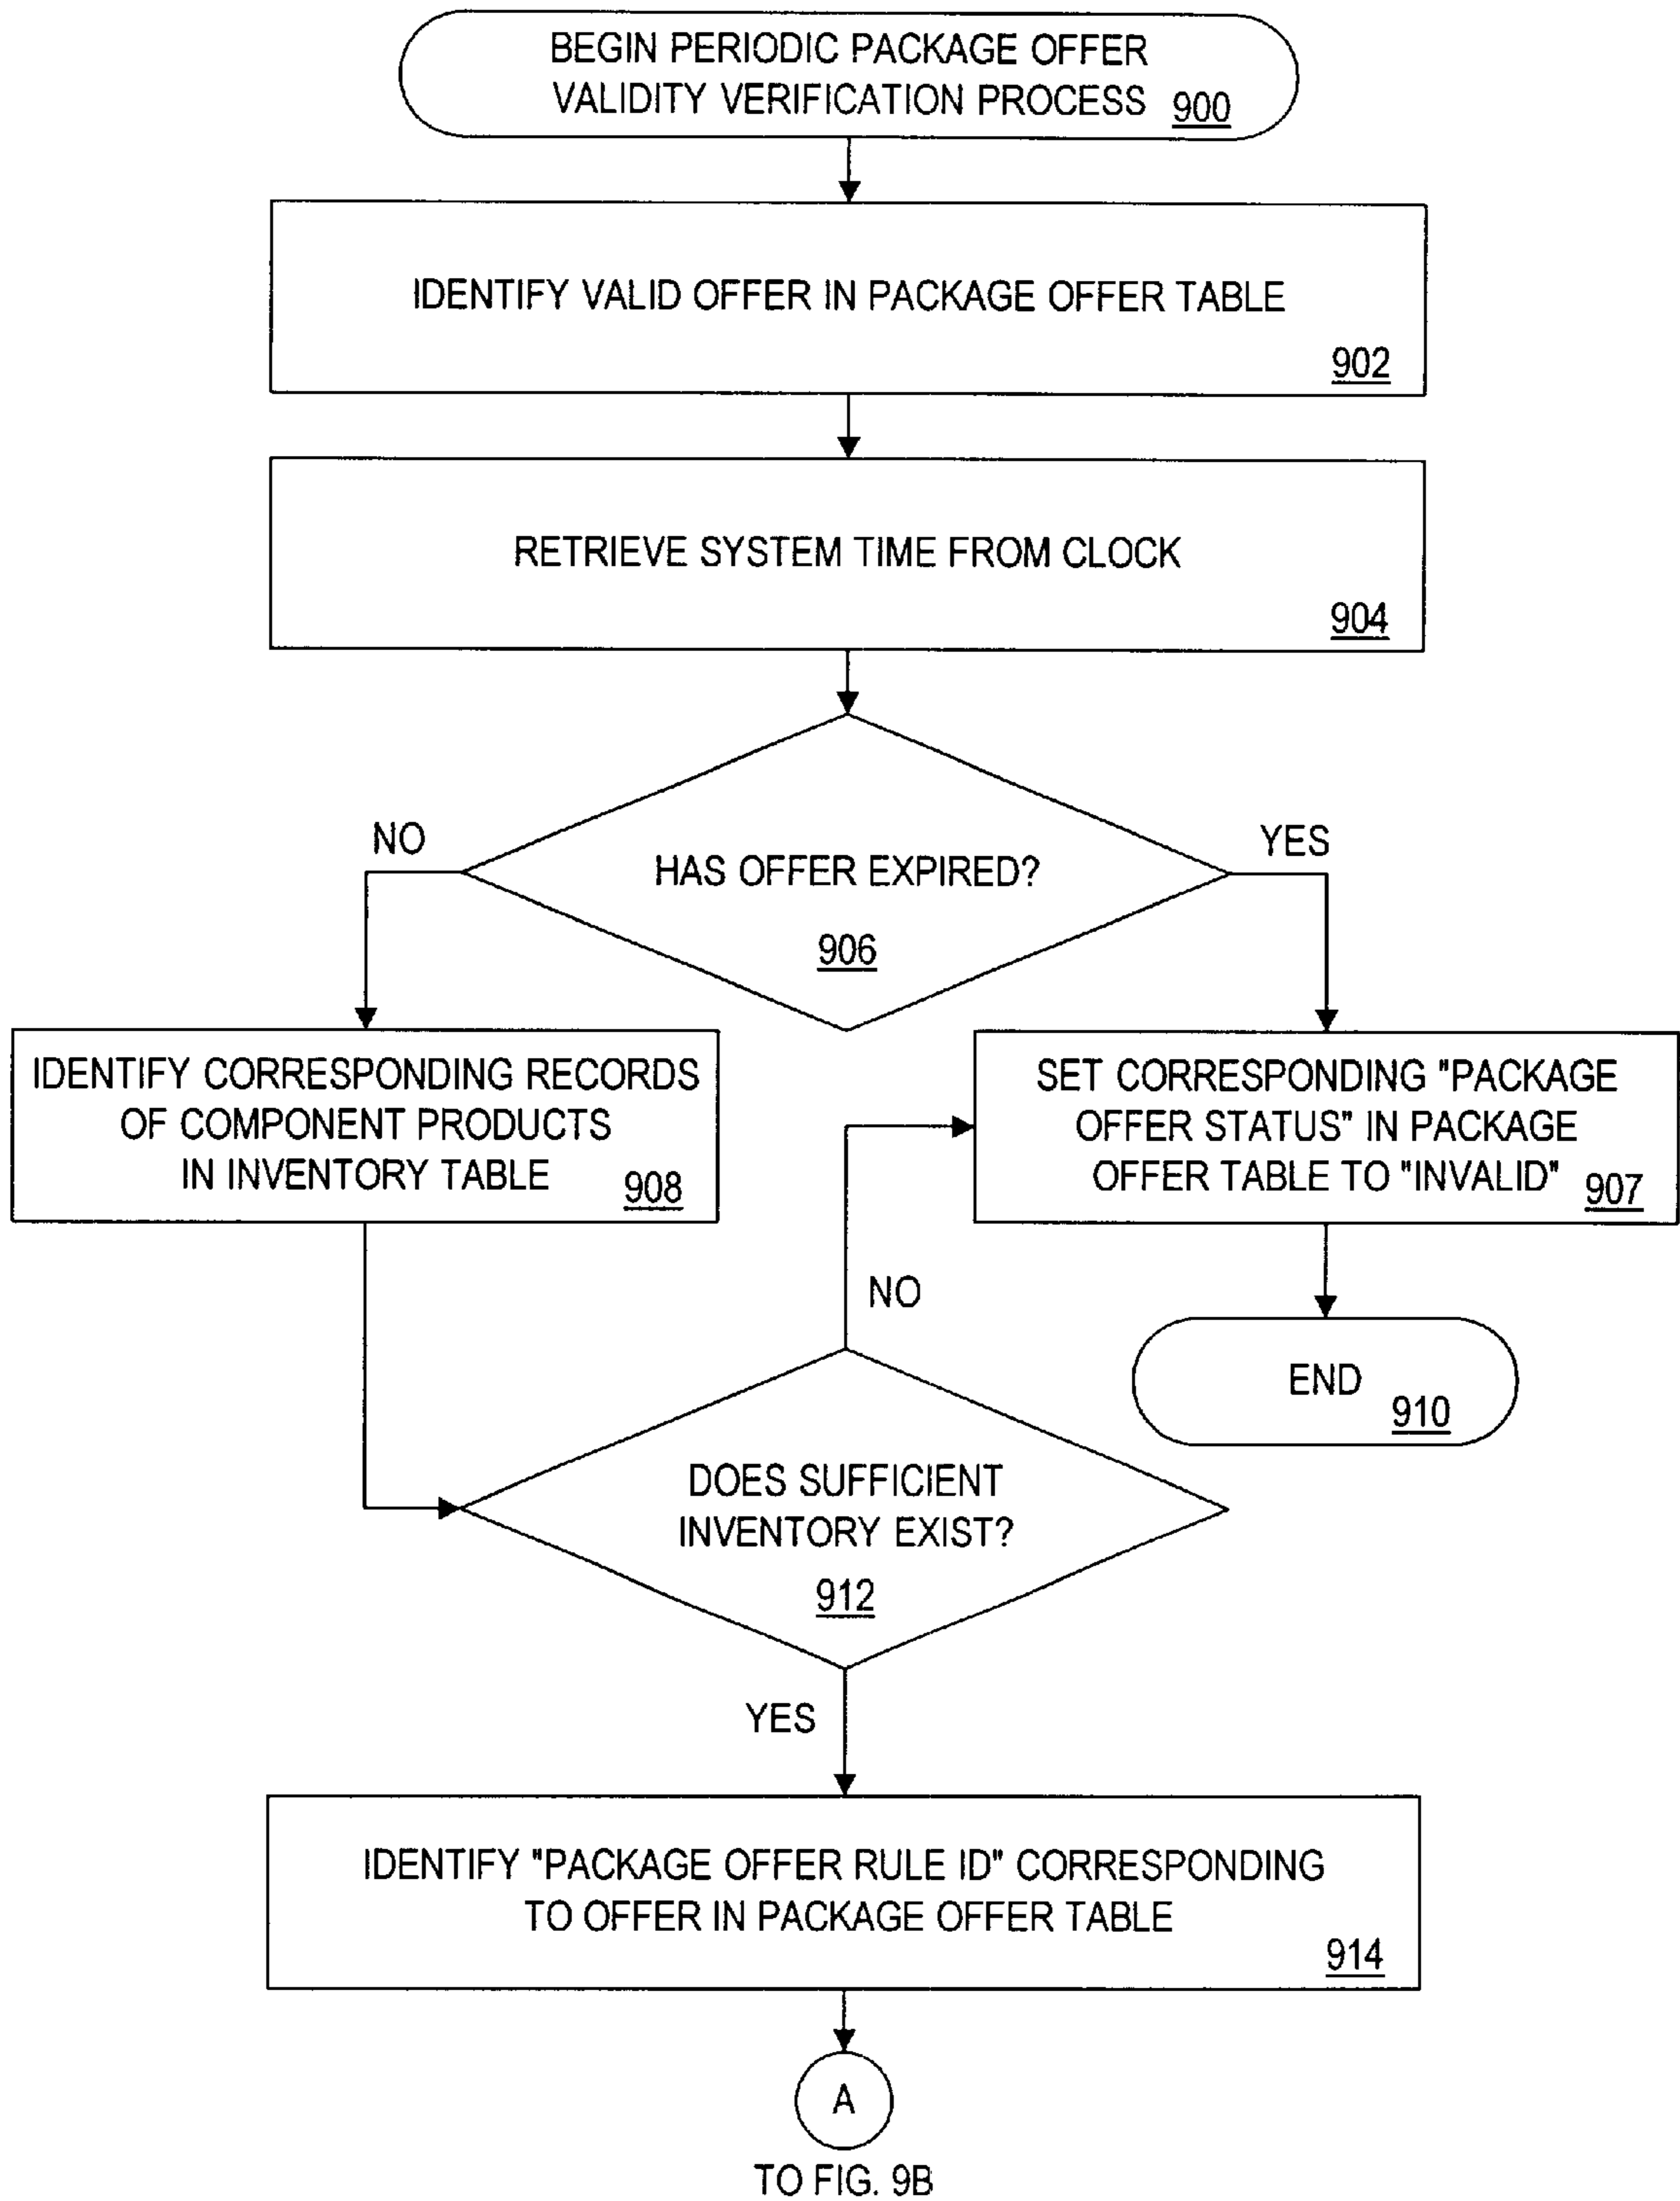 BEGIN PERIODIC PACKAGE OFFER
VALIDITY VERIFICATION PROCESS 900
IDENTIFY VALID OFFER IN PACKAGE OFFER TABLE
902
RETRIEVE SYSTEM TIME FROM CLOCK
904
NO
YES
HAS OFFER EXPIRED?
906
IDENTIFY CORRESPONDING RECORDS
OF COMPONENT PRODUCTS
IN INVENTORY TABLE
908
SET CORRESPONDING "PACKAGE
OFFER STATUS" IN PACKAGE
OFFER TABLE TO "INVALID"
907
NO
END
910
DOES SUFFICIENT
INVENTORY EXIST?
912
YES
IDENTIFY "PACKAGE OFFER RULE ID" CORRESPONDING
TO OFFER IN PACKAGE OFFER TABLE
914
A
TO FIG. 9B